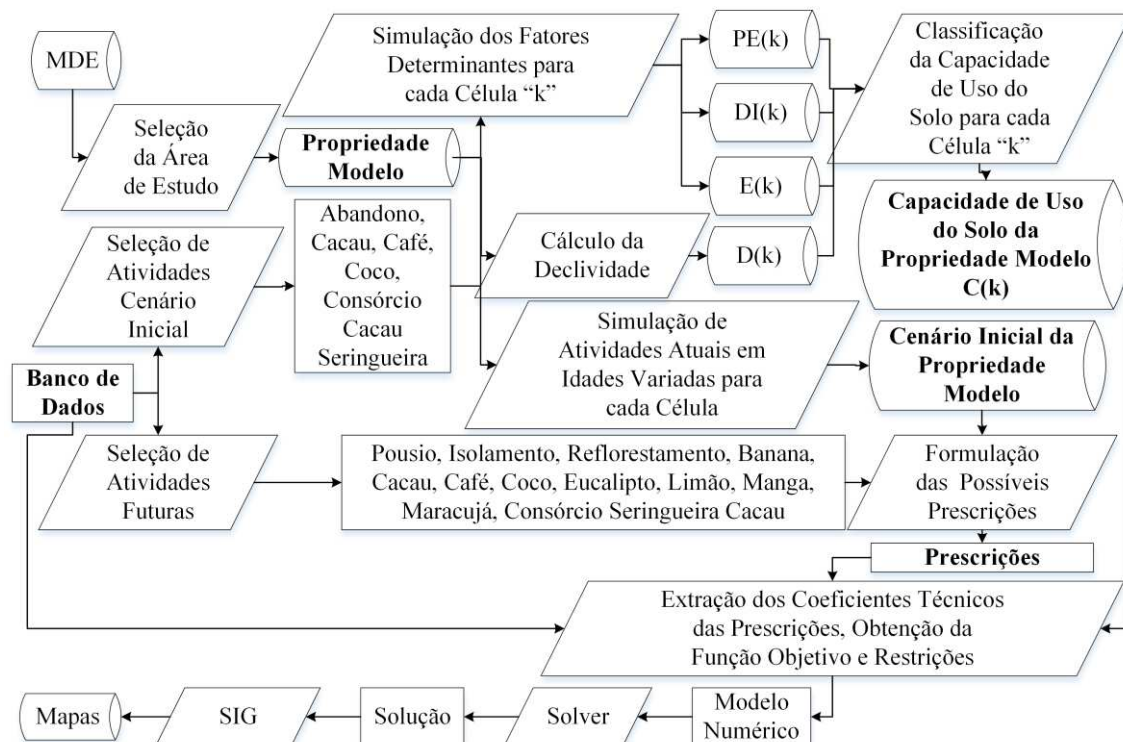 MDE
Seleção
da Área
de Estudo
Propriedade
Modelo
Simulação dos Fatores
Determinantes para
cada Célula “k”
PE(k)
DI(k)
E(k)
D(k)
Classificação
da Capacidade
de Uso do
Solo para cada
Célula “k”
Capacidade de Uso
do Solo da
Propriedade Modelo
C(k)
Seleção de
Atividades
Cenário
Inicial
Abandono,
Cacau, Café,
Coco,
Consórcio
Cacau
Seringueira
Cálculo da
Declividade
Simulação de
Atividades Atuais em
Idades Variadas para
cada Célula
Cenário Inicial da
Propriedade
Modelo
Banco de
Dados
Seleção de
Atividades
Futuras
Pousio, Isolamento, Reflorestamento, Banana,
Cacau, Café, Coco, Eucalipto, Limão, Manga,
Maracujá, Consórcio Seringueira Cacau
Formulação
das Possíveis
Prescrições
Prescrições
Extração dos Coeficientes Técnicos
das Prescrições, Obtenção da
Função Objetivo e Restrições
Mapas
SIG
Solução
Solver
Modelo
Numérico